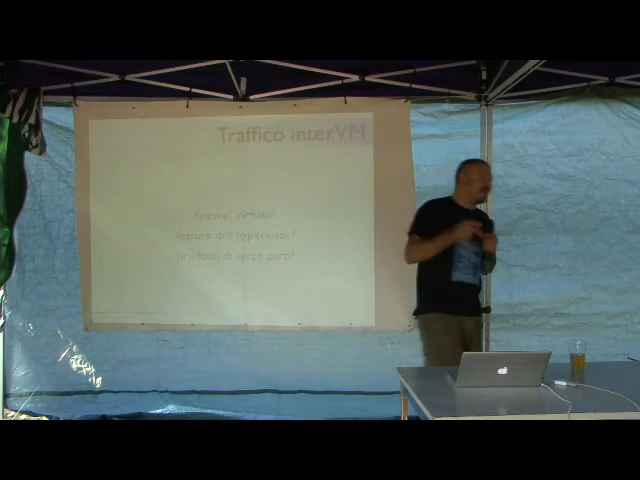 Traffico interVM
firewall virtuali?
feature dell'hypervisor?
prodotti di terze parti?